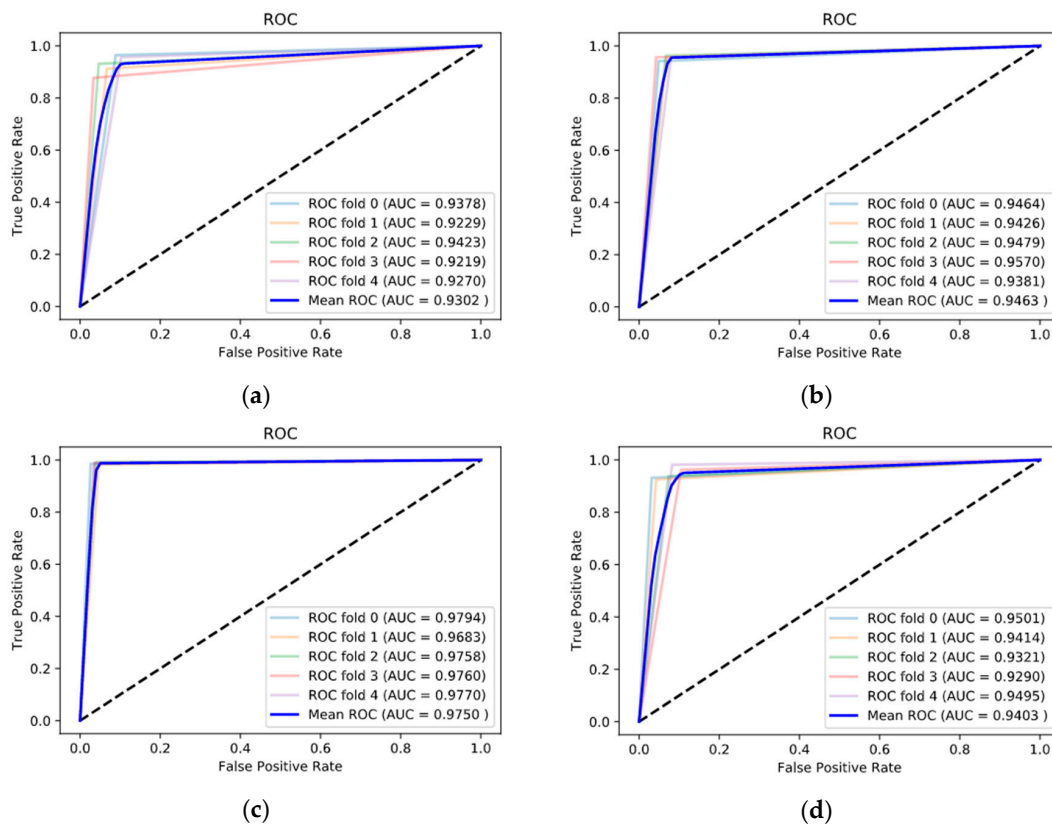 ROC
1.0
0.8
0.6
0.4
0.2
0.0
True Positive Rate
ROC fold 0 (AUC = 0.9378)
ROC fold 1 (AUC = 0.9229)
ROC fold 2 (AUC = 0.9423)
ROC fold 3 (AUC = 0.9219)
ROC fold 4 (AUC = 0.9270)
Mean ROC (AUC = 0.9302 )
0.0 0.2 0.4 0.6 0.8 1.0
False Positive Rate
(a)
ROC
1.0
0.8
0.6
0.4
0.2
0.0
True Positive Rate
ROC fold 0 (AUC = 0.9464)
ROC fold 1 (AUC = 0.9426)
ROC fold 2 (AUC = 0.9479)
ROC fold 3 (AUC = 0.9570)
ROC fold 4 (AUC = 0.9381)
Mean ROC (AUC = 0.9463 )
0.0 0.2 0.4 0.6 0.8 1.0
False Positive Rate
(b)
ROC
1.0
0.8
0.6
0.4
0.2
0.0
True Positive Rate
ROC fold 0 (AUC = 0.9794)
ROC fold 1 (AUC = 0.9683)
ROC fold 2 (AUC = 0.9758)
ROC fold 3 (AUC = 0.9760)
ROC fold 4 (AUC = 0.9770)
Mean ROC (AUC = 0.9750 )
0.0 0.2 0.4 0.6 0.8 1.0
False Positive Rate
(c)
ROC
1.0
0.8
0.6
0.4
0.2
0.0
True Positive Rate
ROC fold 0 (AUC = 0.9501)
ROC fold 1 (AUC = 0.9414)
ROC fold 2 (AUC = 0.9321)
ROC fold 3 (AUC = 0.9290)
ROC fold 4 (AUC = 0.9495)
Mean ROC (AUC = 0.9403 )
0.0 0.2 0.4 0.6 0.8 1.0
False Positive Rate
(d)